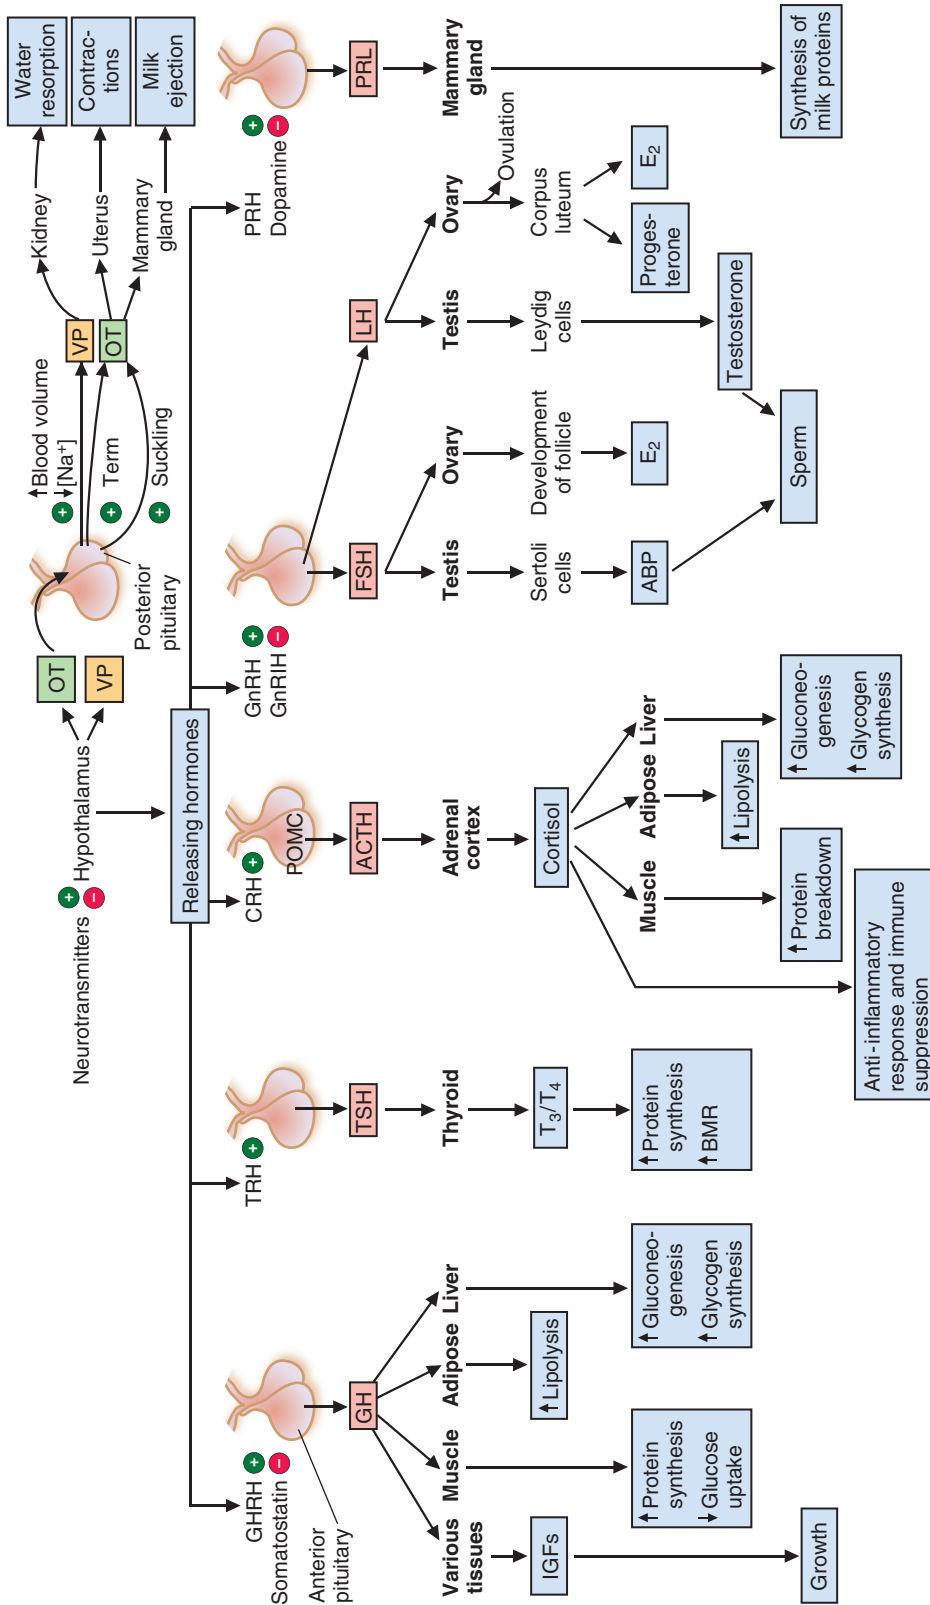 Neurotransmitters
+
−
Hypothalamus
OT
VP
Posterior
pituitary
↑Blood volume
↓[Na⁺]
+
+
Term
+
Suckling
VP
OT
Kidney
Uterus
Mammary
gland
Water
resorption
Contrac-
tions
Milk
ejection
Releasing hormones
GHRH +
Somatostatin −
Anterior
pituitary
GH
Various
tissues
Muscle
Adipose
Liver
IGFs
Growth
↑Protein
synthesis
↓Glucose
uptake
↑Lipolysis
↑Gluconeo-
genesis
↑Glycogen
synthesis
TRH +
TSH
Thyroid
T₃/T₄
↑Protein
synthesis
↑BMR
CRH +
POMC
ACTH
Adrenal
cortex
Cortisol
Muscle
Adipose
Liver
Anti-inflammatory
response and immune
suppression
↑Protein
breakdown
↑Lipolysis
↑Gluconeo-
genesis
↑Glycogen
synthesis
GnRH +
GnRIH −
FSH
Testis
Ovary
Sertoli
cells
Development
of follicle
ABP
E₂
LH
Testis
Ovary
Ovulation
Leydig
cells
Corpus
luteum
Testosterone
Proges-
terone
E₂
Sperm
PRH +
Dopamine −
PRL
Mammary
gland
Synthesis of
milk proteins